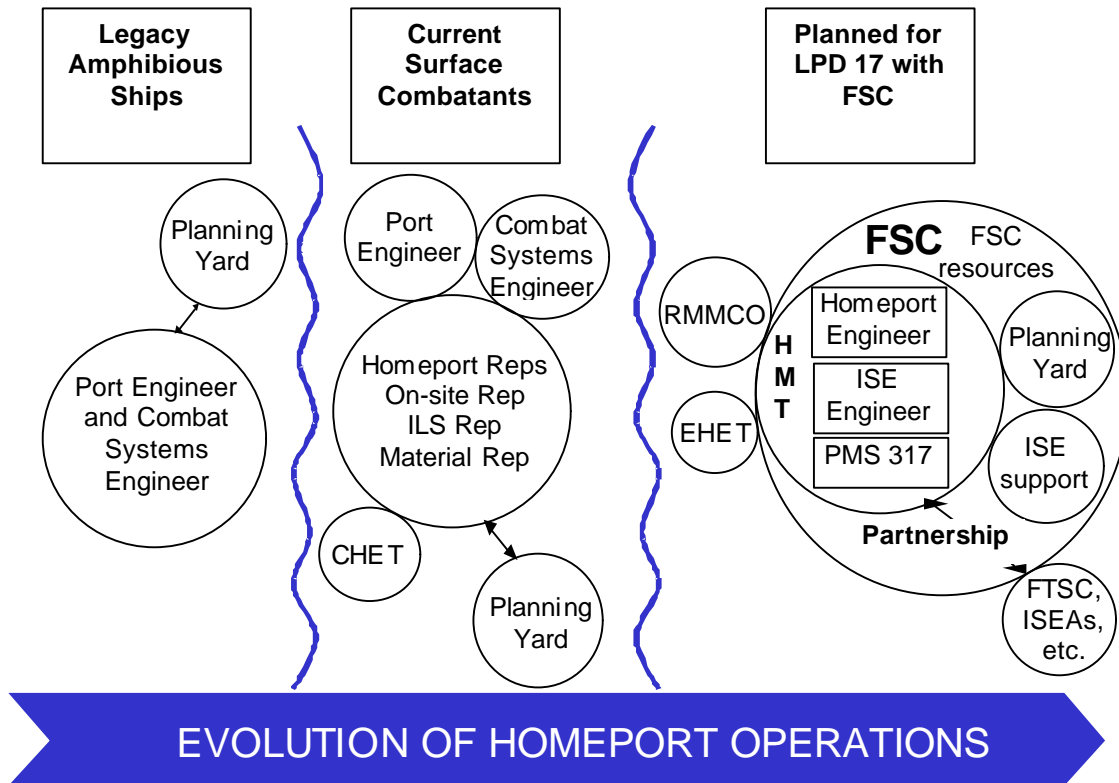 Legacy
Amphibious
Ships
Current
Surface
Combatants
Planned for
LPD 17 with
FSC
Planning
Yard
Port Engineer
and Combat
Systems
Engineer
Port
Engineer
Combat
Systems
Engineer
Homeport Reps
On-site Rep
ILS Rep
Material Rep
CHET
Planning
Yard
FSC
FSC
resources
RMMCO
EHET
H
M
T
Homeport
Engineer
ISE
Engineer
PMS 317
Planning
Yard
ISE
support
Partnership
FTSC,
ISEAs,
etc.
EVOLUTION OF HOMEPORT OPERATIONS